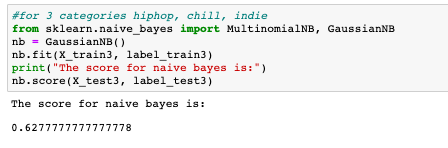 #for 3 categories hiphop, chill, indie
from sklearn.naive_bayes import MultinomialNB, GaussianNB
nb = GaussianNB()
nb.fit(X_train3, label_train3)
print("The score for naive bayes is:")
nb.score(X_test3, label_test3)
The score for naive bayes is:
0.6277777777777778